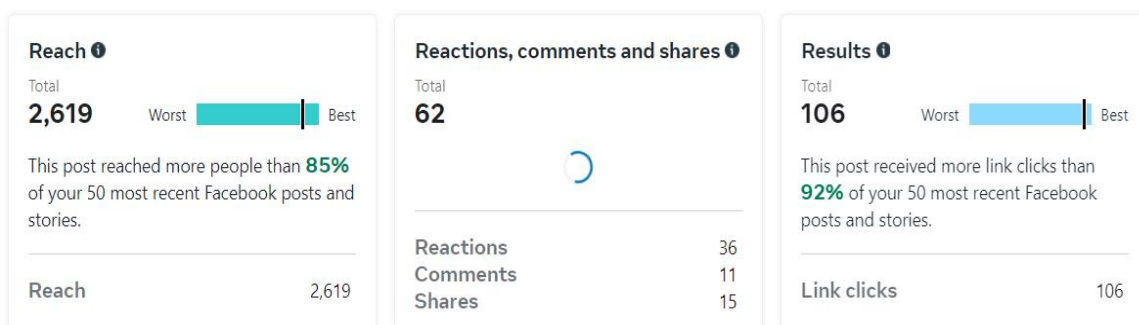 Reach
Total
2,619
Worst
Best
This post reached more people than 85%
of your 50 most recent Facebook posts and
stories.
Reach 2,619
Reactions, comments and shares
Total
62
Reactions 36
Comments 11
Shares 15
Results
Total
106
Worst
Best
This post received more link clicks than
92% of your 50 most recent Facebook
posts and stories.
Link clicks 106